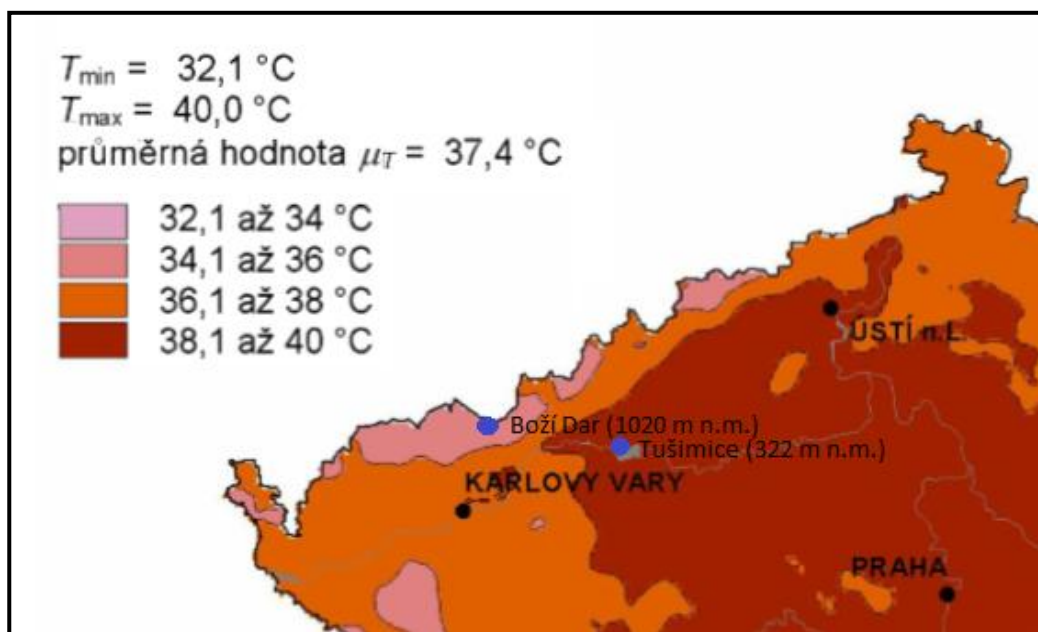 Tmin = 32,1 °C
Tmax = 40,0 °C
průměrná hodnota μT = 37,4 °C
32,1 až 34 °C
34,1 až 36 °C
36,1 až 38 °C
38,1 až 40 °C
ÚSTÍ n.L.
Boží Dar (1020 m n.m.)
Tušimice (322 m n.m.)
KARLOVY VARY
PRAHA